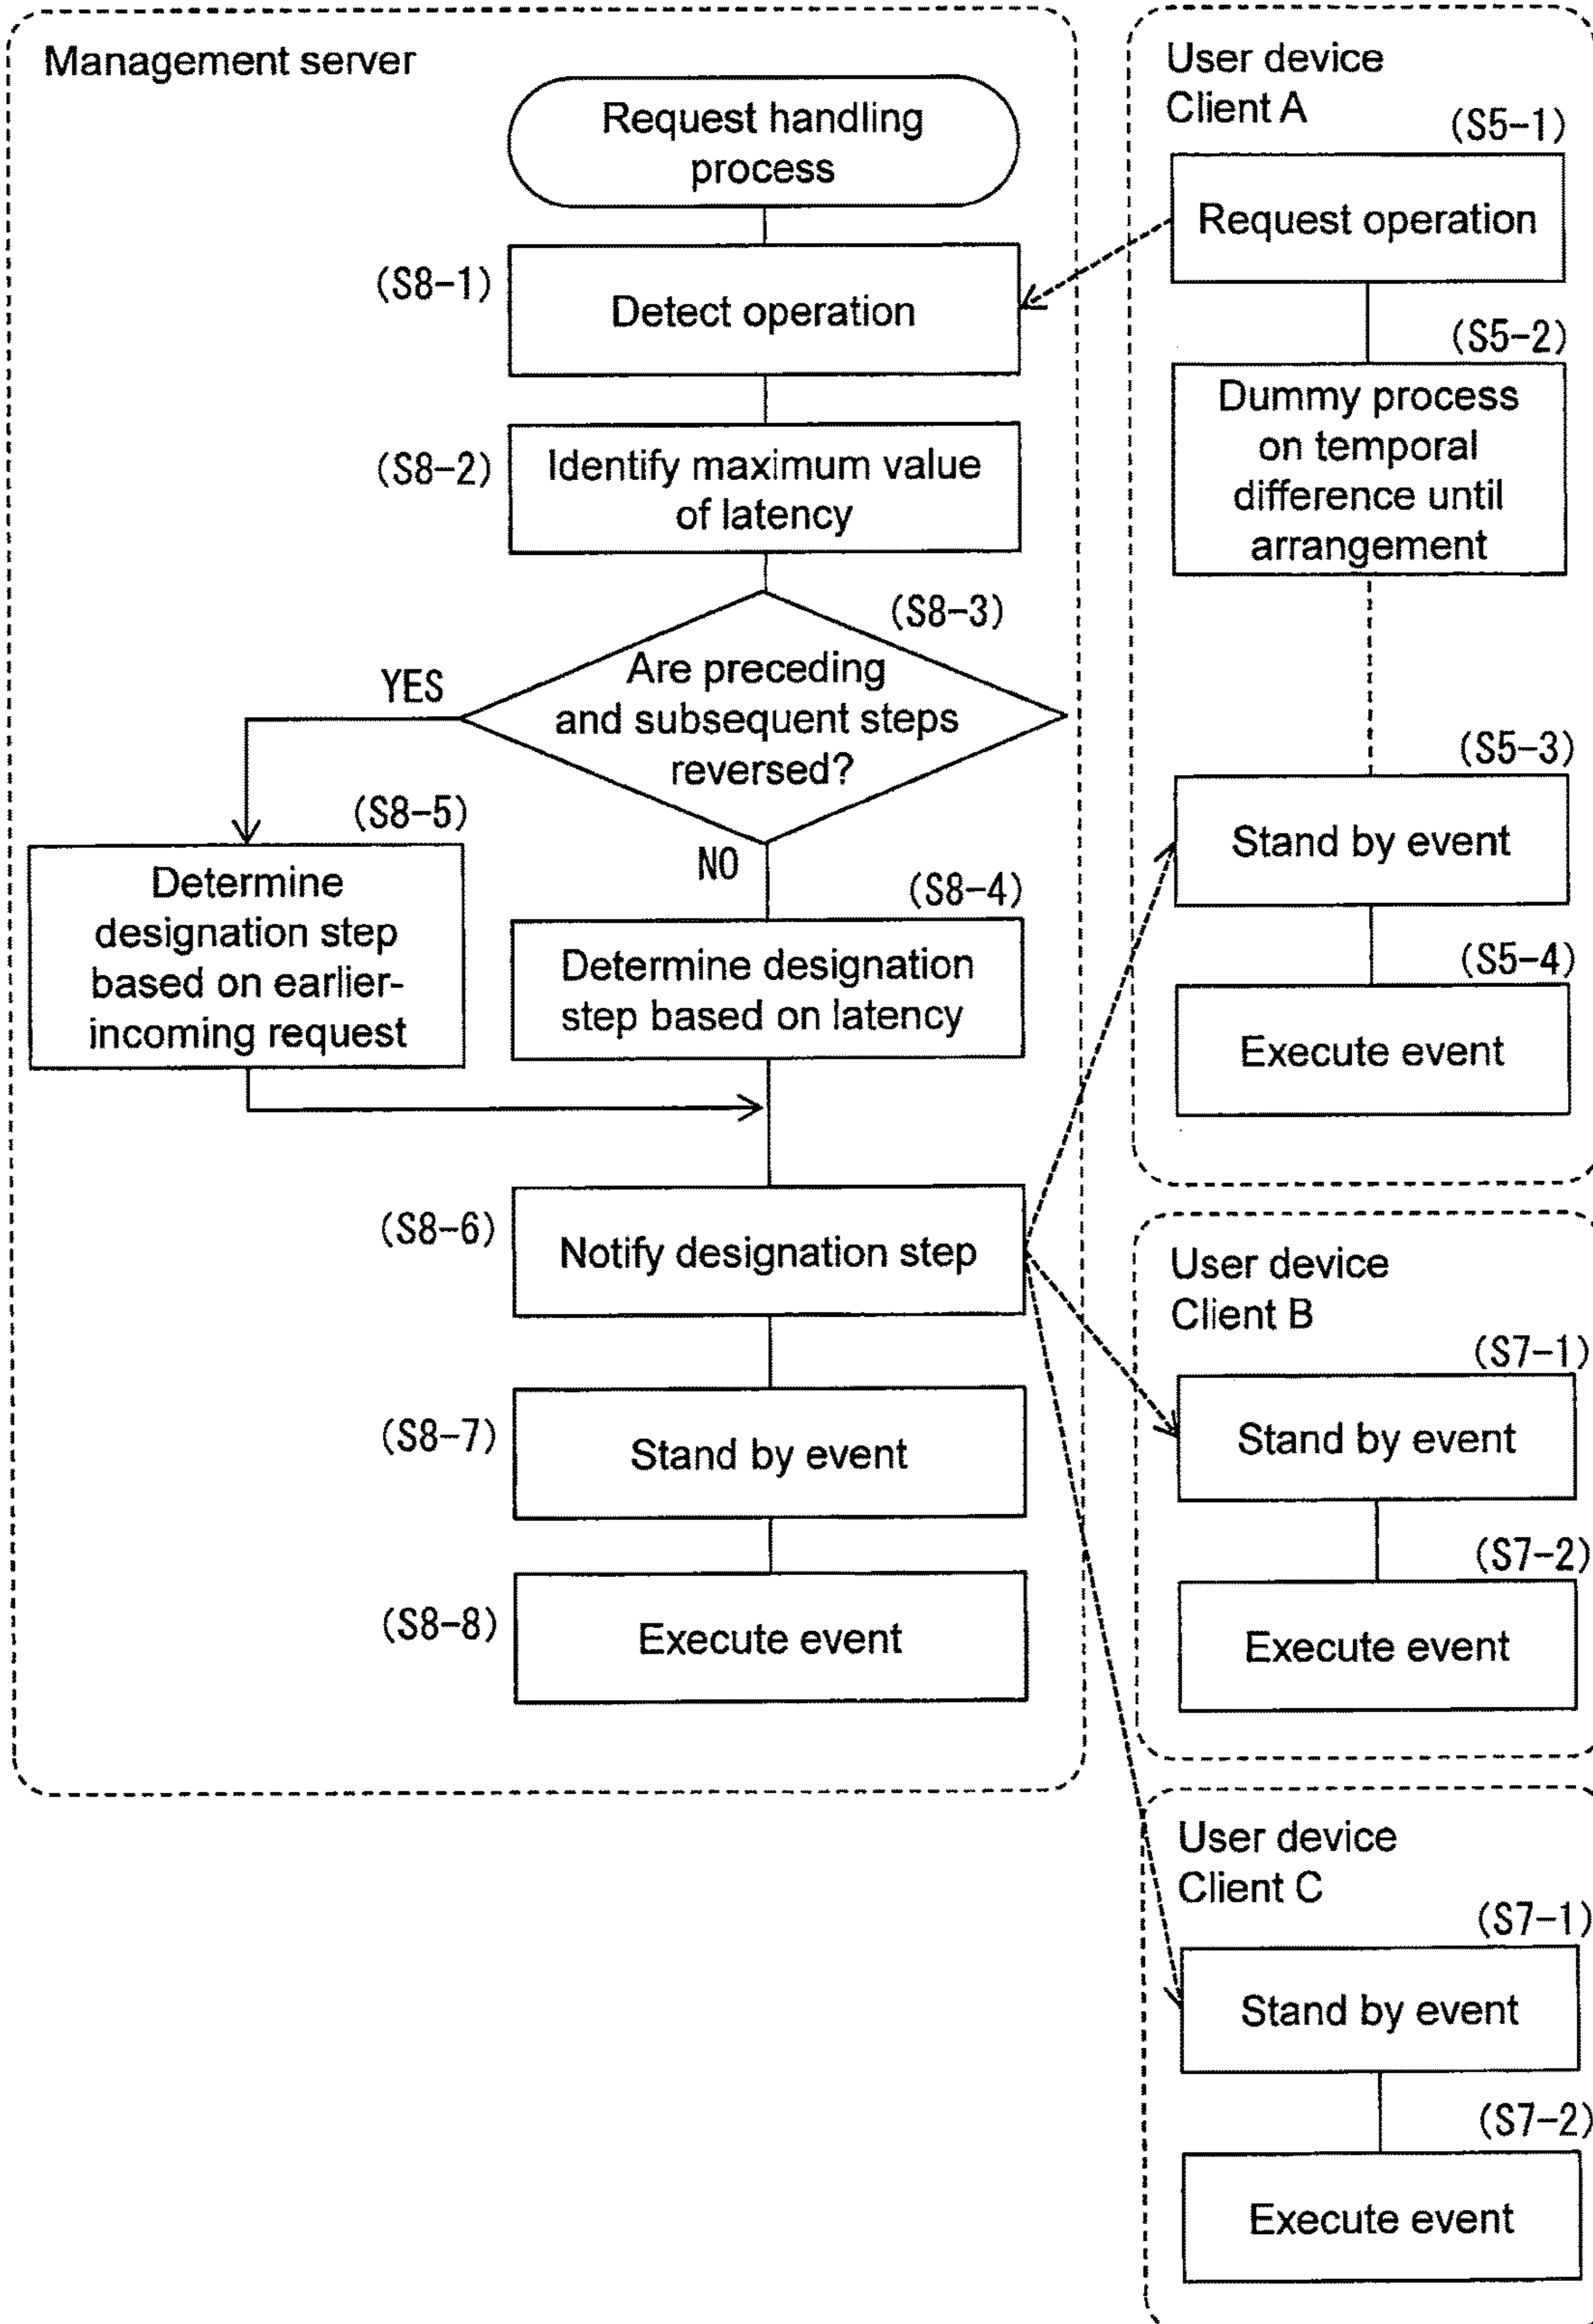 Management server
Request handling
process
(S8-1)
Detect operation
(S8-2)
Identify maximum value
of latency
(S8-3)
Are preceding
and subsequent steps
reversed?
YES
NO
(S8-5)
Determine
designation step
based on earlier-
incoming request
(S8-4)
Determine designation
step based on latency
(S8-6)
Notify designation step
(S8-7)
Stand by event
(S8-8)
Execute event
User device
Client A
(S5-1)
Request operation
(S5-2)
Dummy process
on temporal
difference until
arrangement
(S5-3)
Stand by event
(S5-4)
Execute event
User device
Client B
(S7-1)
Stand by event
(S7-2)
Execute event
User device
Client C
(S7-1)
Stand by event
(S7-2)
Execute event